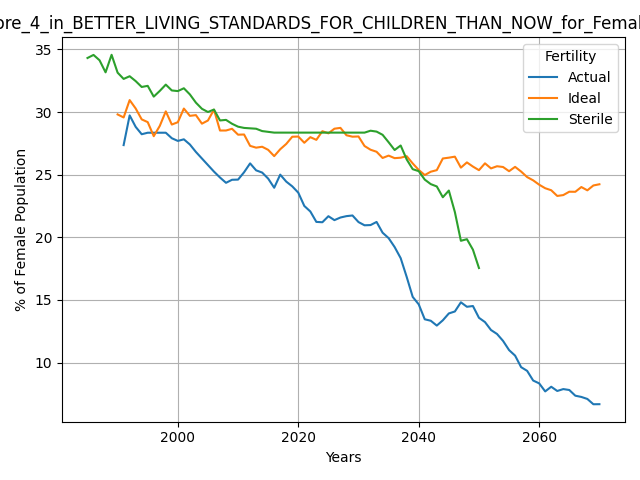 ore_4_in_BETTER_LIVING_STANDARDS_FOR_CHILDREN_THAN_NOW_for_Femal
Fertility
Actual
Ideal
Sterile
% of Female Population
35
30
25
20
15
10
2000
2020
2040
2060
Years